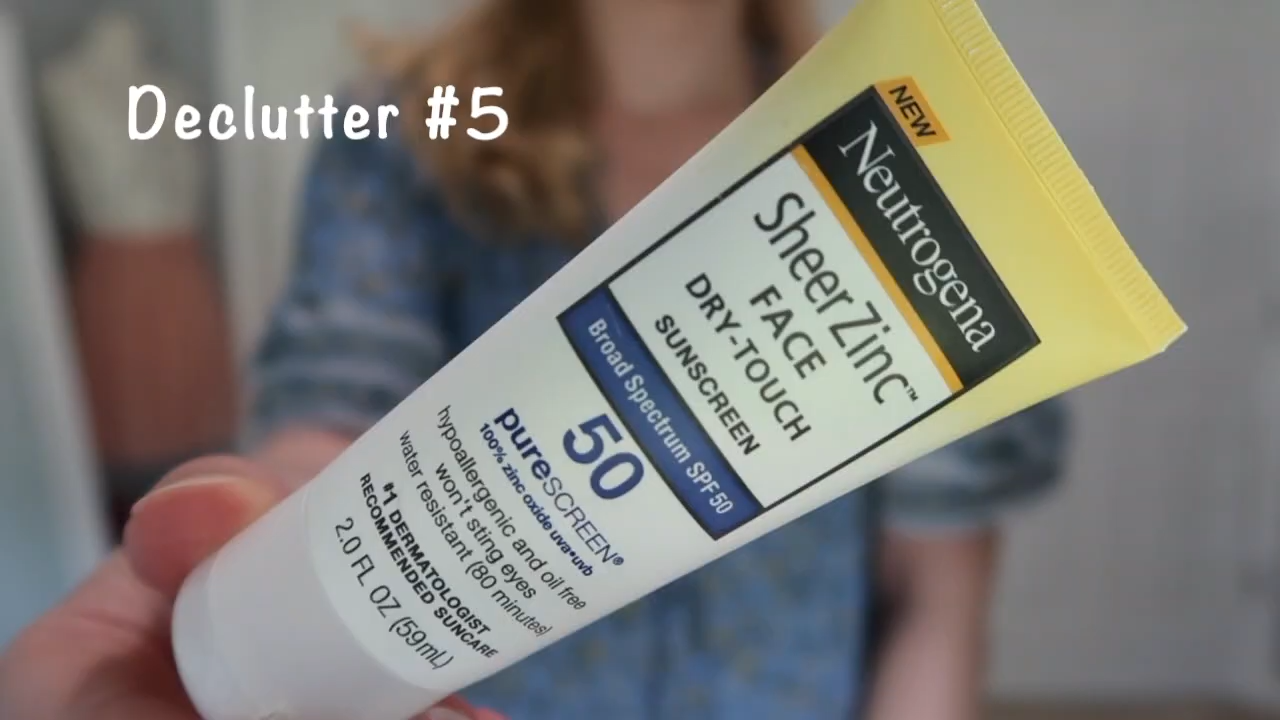 Declutter #5
NEW
Neutrogena
Sheer Zinc™
FACE
DRY-TOUCH
SUNSCREEN
Broad Spectrum SPF 50
50
purescreen®
100% zinc oxide uva•uvb
hypoallergenic and oil free
won't sting eyes
water resistant (80 minutes)
#1 DERMATOLOGIST
RECOMMENDED SUNCARE
2.0 FL OZ (59mL)